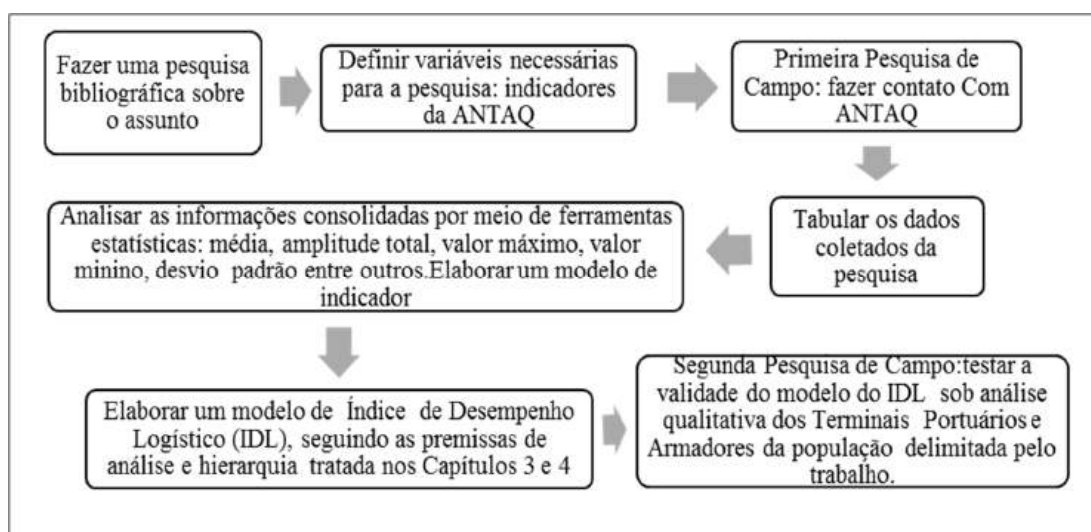 Fazer uma pesquisa
bibliográfica sobre
o assunto
Definir variáveis necessárias
para a pesquisa: indicadores
da ANTAQ
Primeira Pesquisa de
Campo: fazer contato Com
ANTAQ
Tabular os dados
coletados da
pesquisa
Analisar as informações consolidadas por meio de ferramentas
estatísticas: média, amplitude total, valor máximo, valor
minino, desvio padrão entre outros.Elaborar um modelo de
indicador
Elaborar um modelo de Índice de Desempenho
Logístico (IDL), seguindo as premissas de
análise e hierarquia tratada nos Capítulos 3 e 4
Segunda Pesquisa de Campo:testar a
validade do modelo do IDL sob análise
qualitativa dos Terminais Portuários e
Armadores da população delimitada pelo
trabalho.